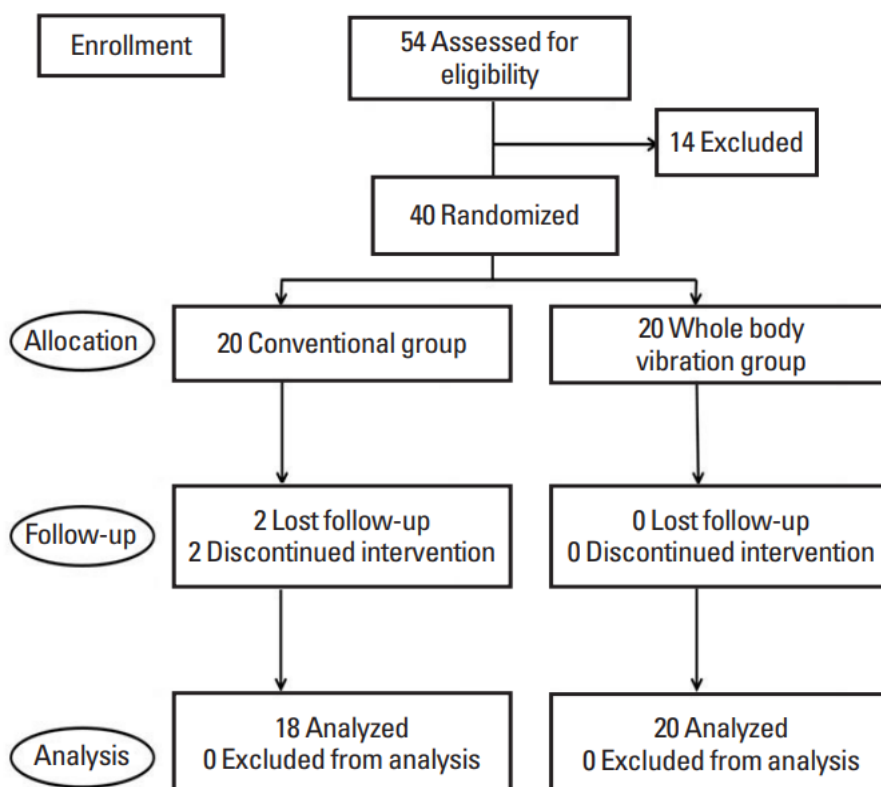 Enrollment
54 Assessed for
eligibility
14 Excluded
40 Randomized
Allocation
20 Conventional group
20 Whole body
vibration group
Follow-up
2 Lost follow-up
2 Discontinued intervention
0 Lost follow-up
0 Discontinued intervention
Analysis
18 Analyzed
0 Excluded from analysis
20 Analyzed
0 Excluded from analysis